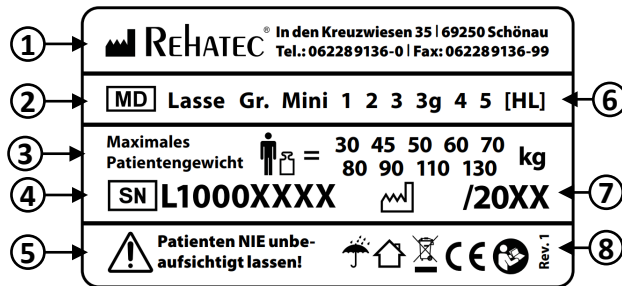 ① REHATEC® In den Kreuzwiesen 35 | 69250 Schönau
Tel.: 062289136-0 | Fax: 062289136-99
② MD Lasse Gr. Mini 1 2 3 3g 4 5 [HL] ⑥
③ Maximales Patientengewicht = 30 45 50 60 70
80 90 110 130 kg
④ SN L1000XXXX /20XX ⑦
⑤ Patienten NIE unbe-
aufsichtigt lassen! CE Rev. 1 ⑧